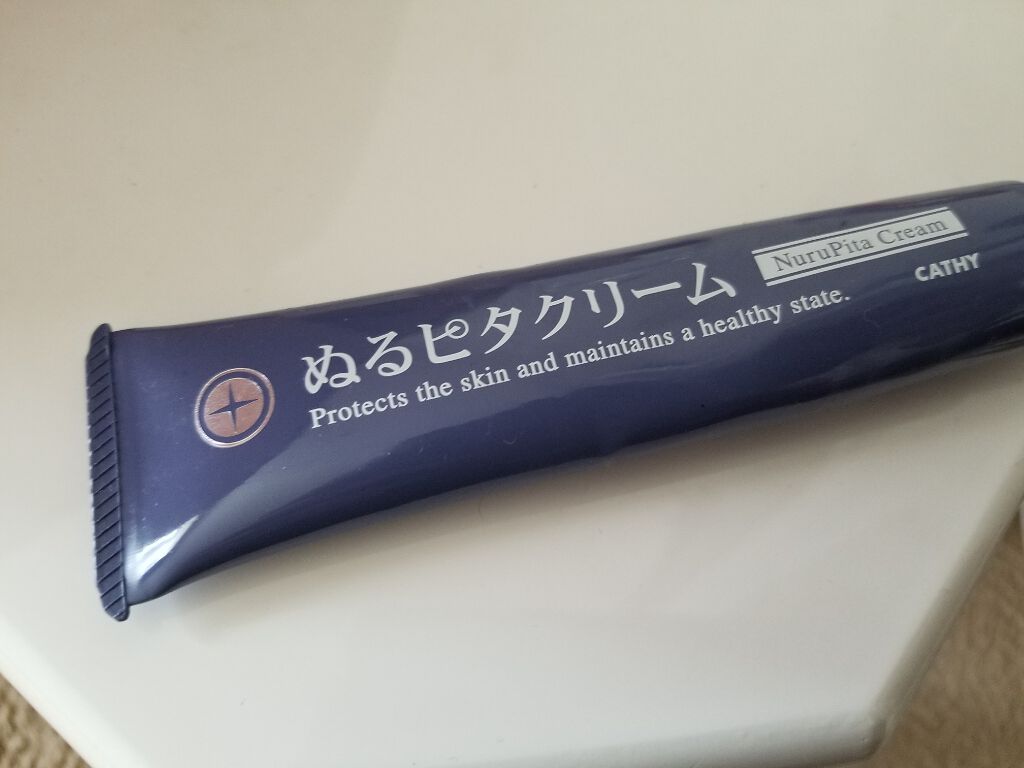 ぬるピタクリーム
NuruPita Cream
Protects the skin and maintains a healthy state.
CATHY